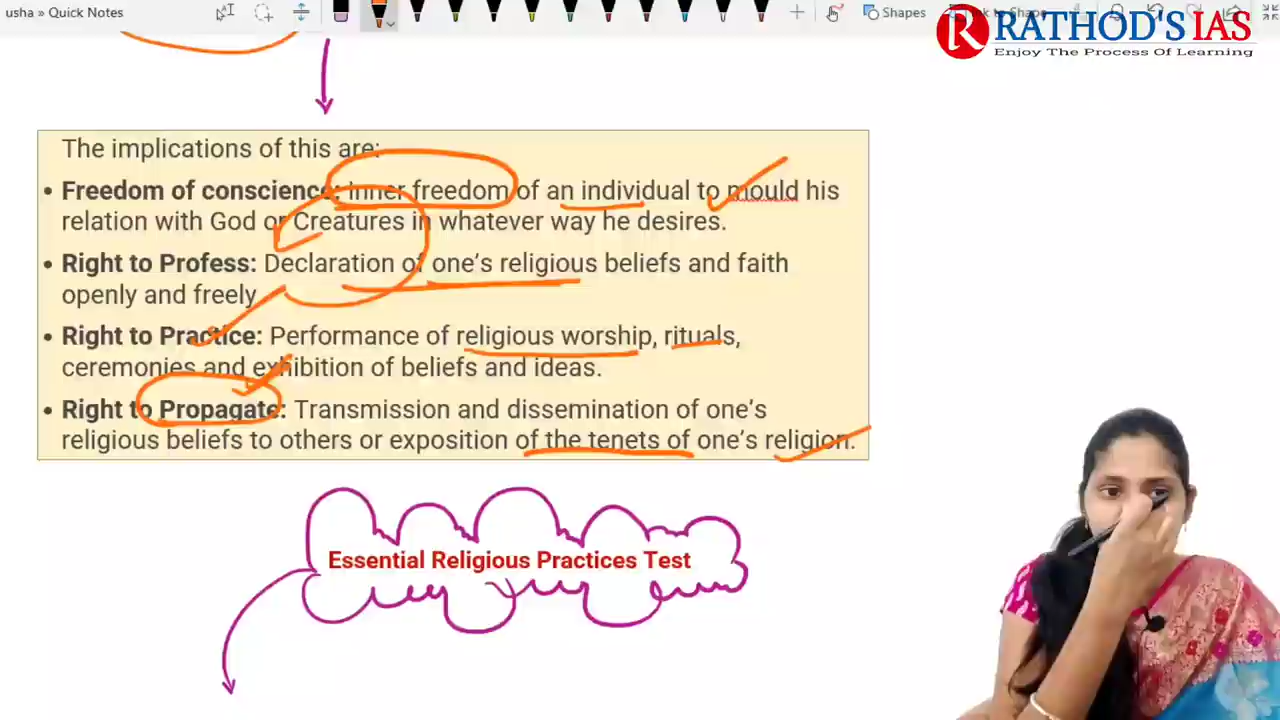 usha » Quick Notes
Shapes
RATHOD'S IAS
Enjoy The Process Of Learning
The implications of this are:
• Freedom of conscience: Inner freedom of an individual to mould his
relation with God or Creatures in whatever way he desires.
• Right to Profess: Declaration of one's religious beliefs and faith
openly and freely
• Right to Practice: Performance of religious worship, rituals,
ceremonies and exhibition of beliefs and ideas.
• Right to Propagate: Transmission and dissemination of one's
religious beliefs to others or exposition of the tenets of one's religion.
Essential Religious Practices Test